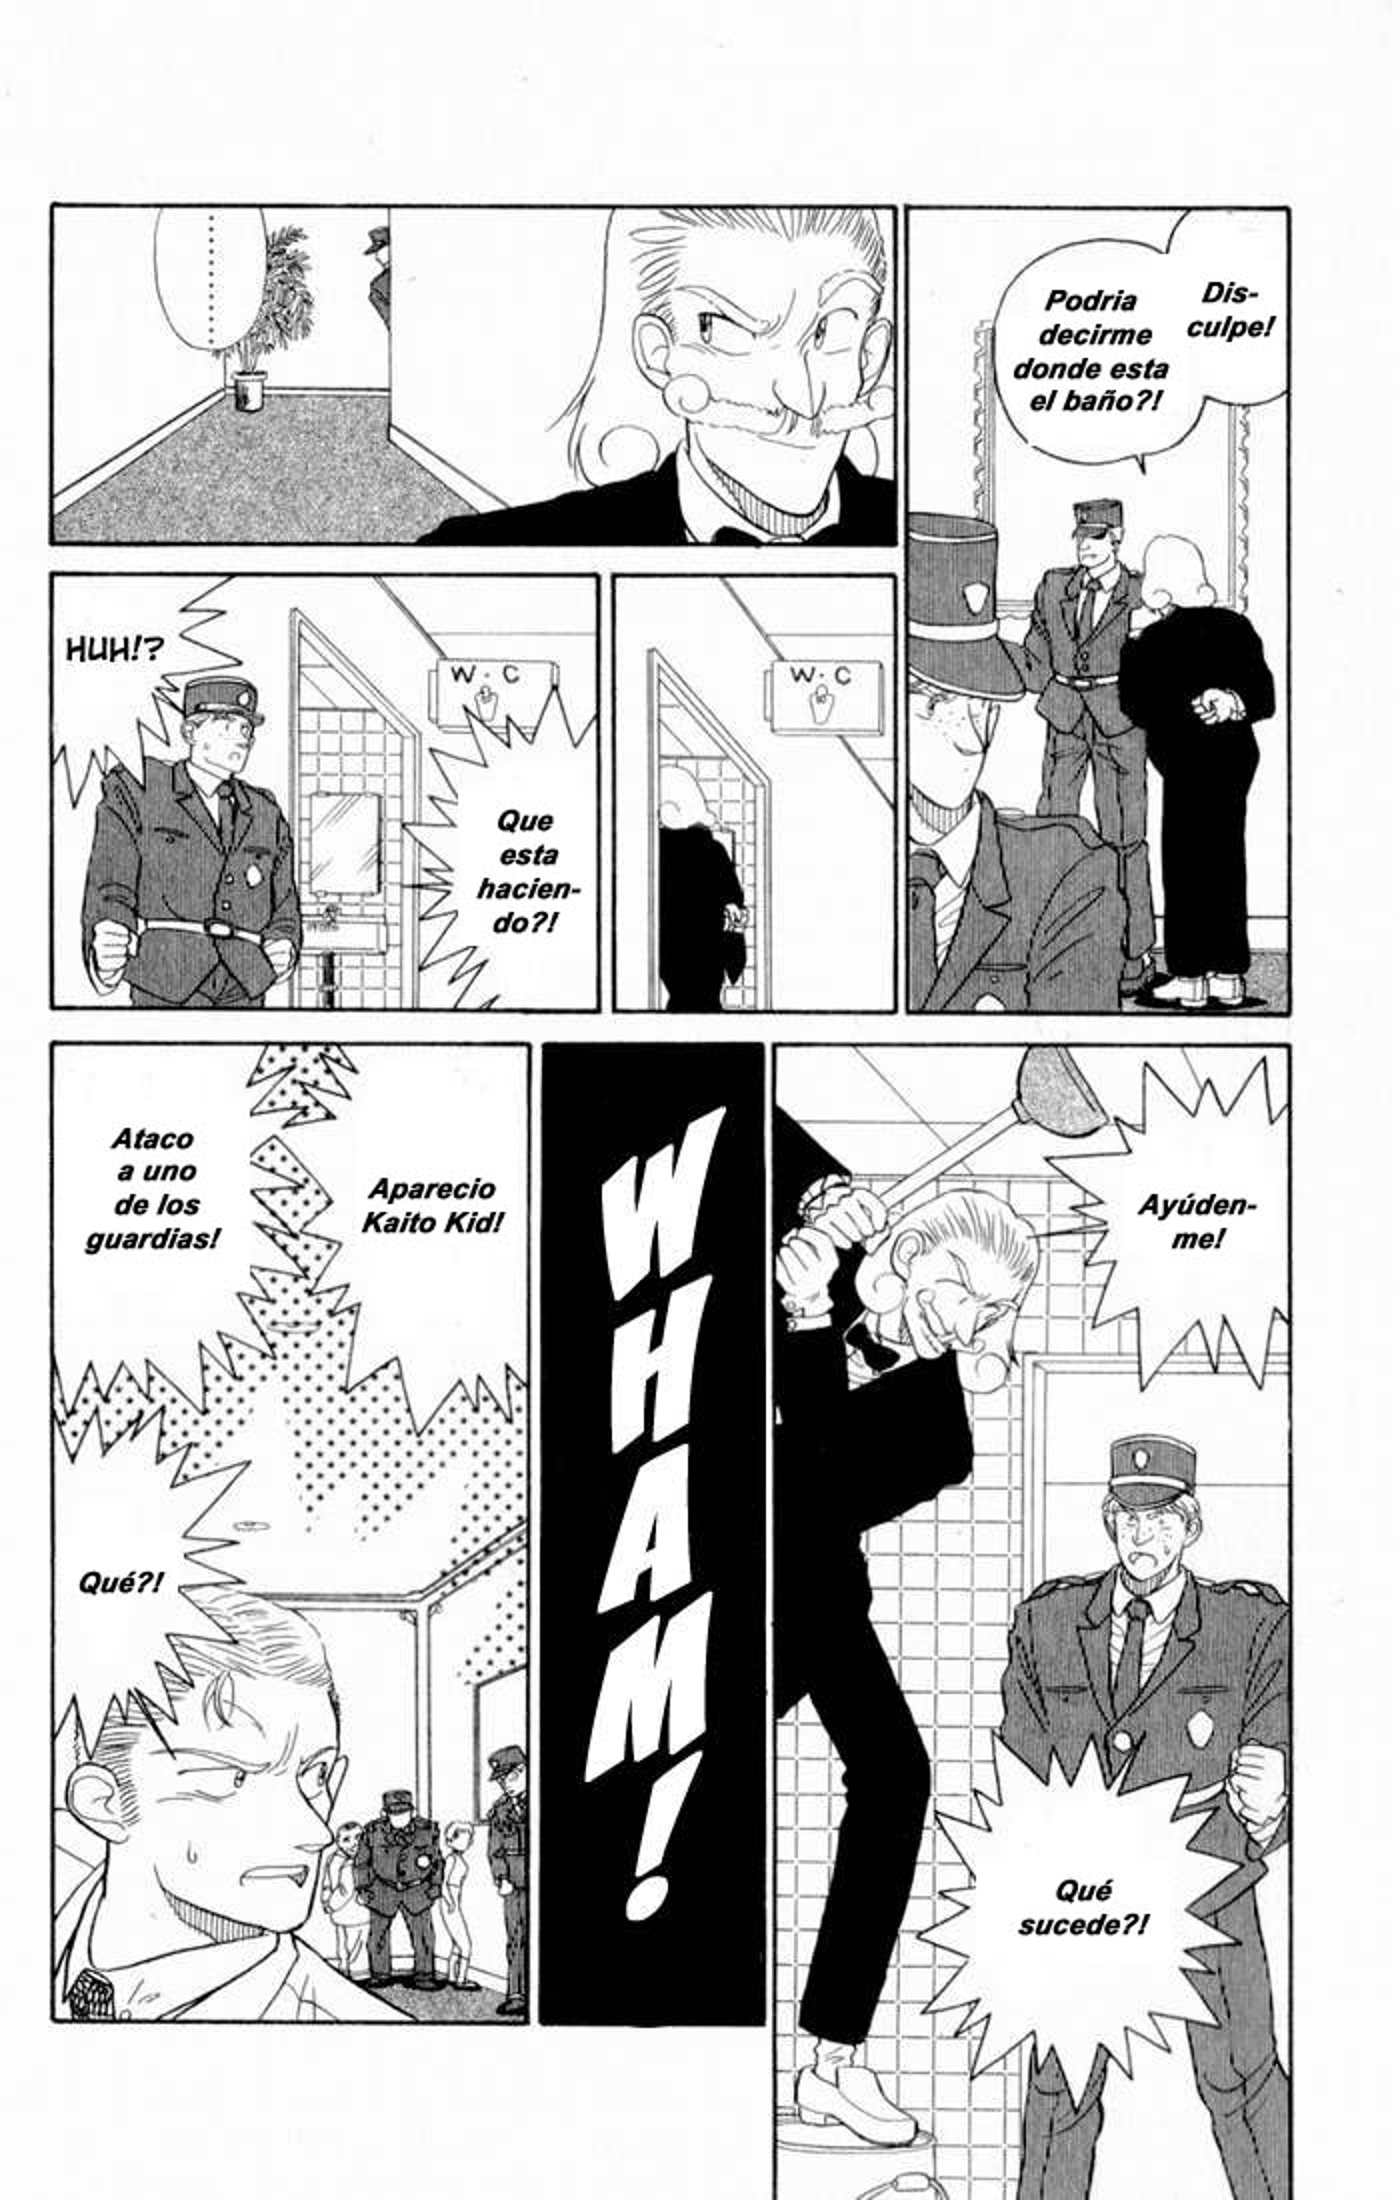 Dis-
culpe!
Podria
decirme
donde esta
el baño?!
W.C
W.C
Que
esta
hacien-
do?!
HUH!?
Ayúden-
me!
Qué
sucede?!
WHAM!
Aparecio
Kaito Kid!
Ataco
a uno
de los
guardias!
Qué?!